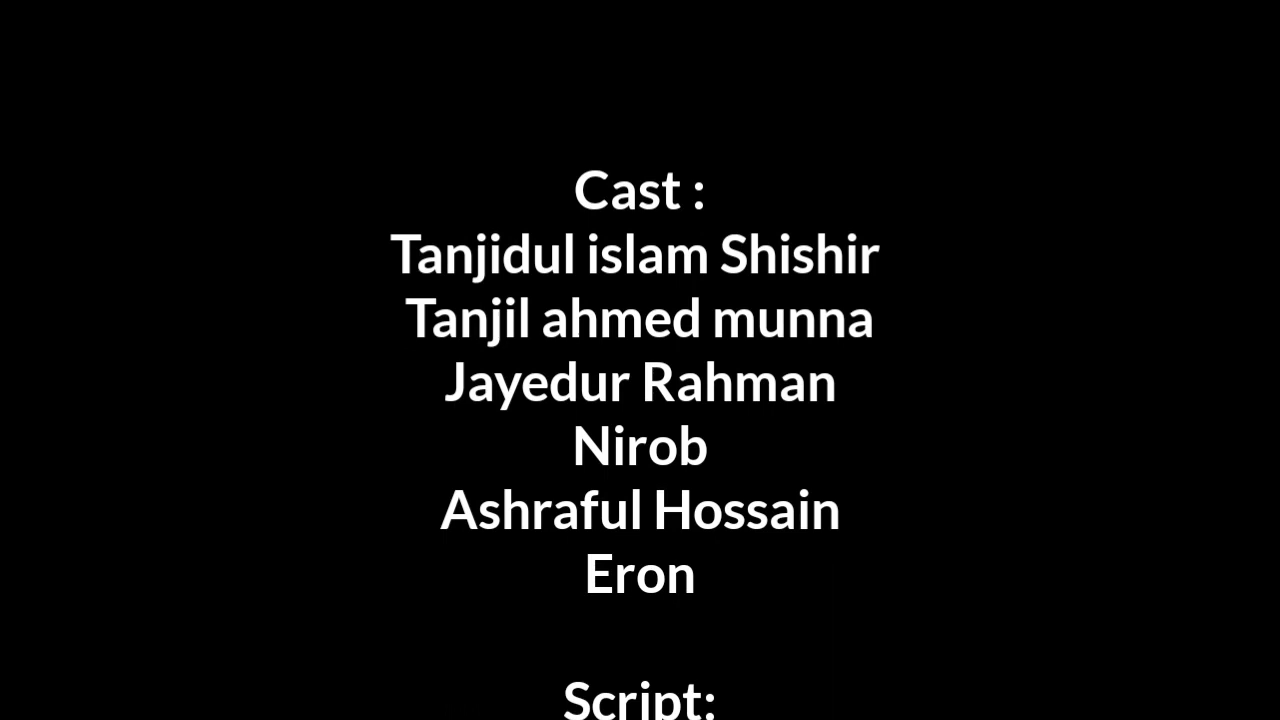 Cast :
Tanjidul islam Shishir
Tanjil ahmed munna
Jayedur Rahman
Nirob
Ashraful Hossain
Eron
Script: